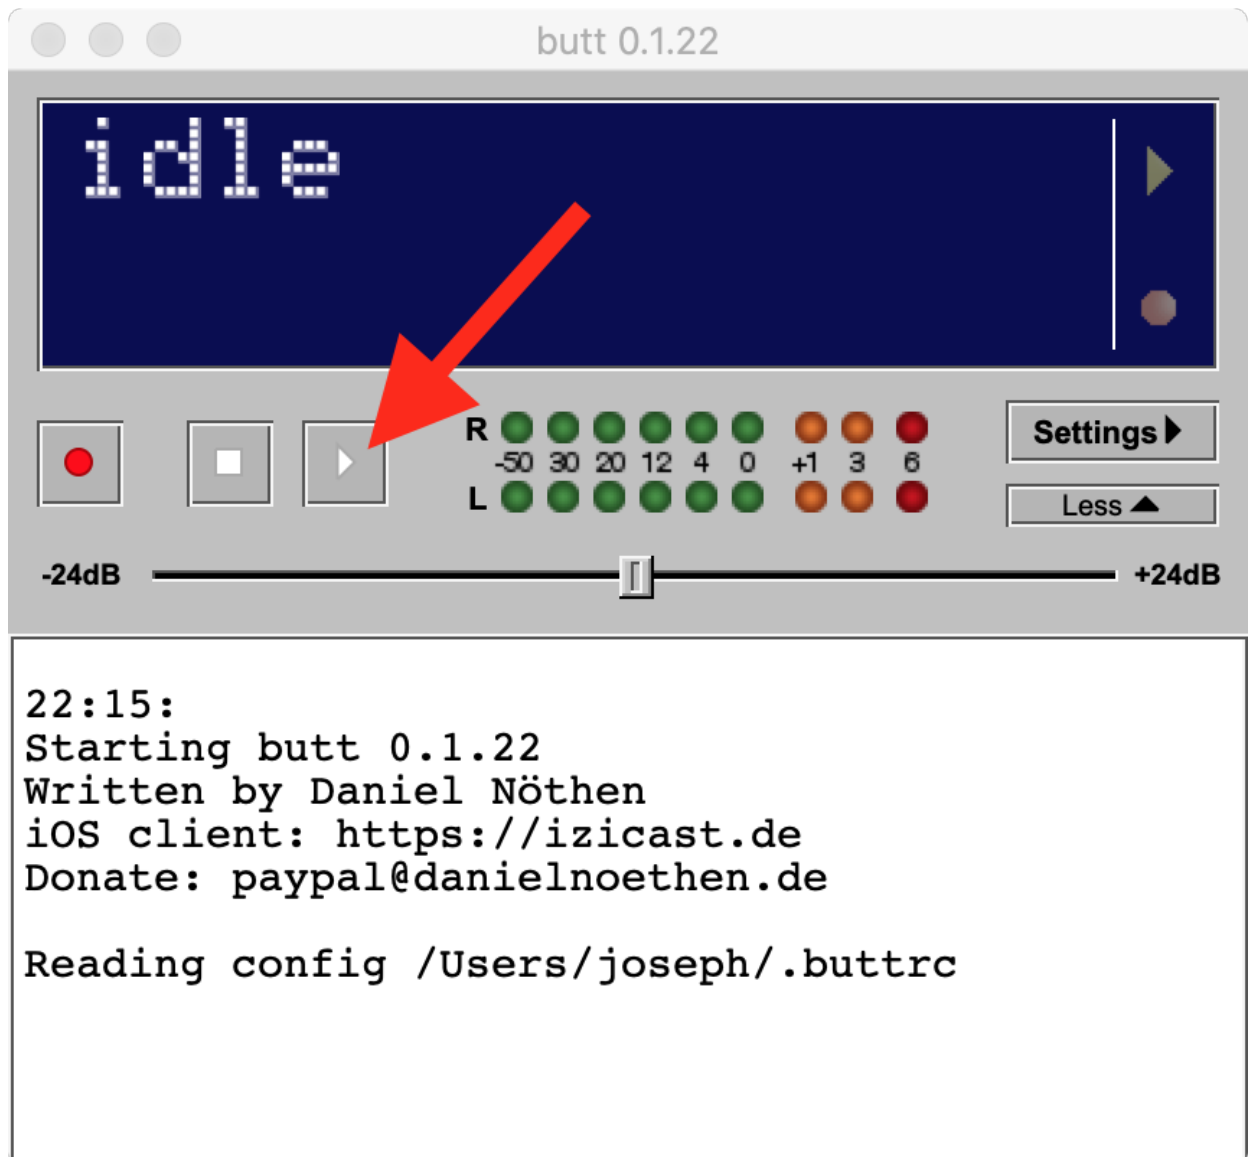 butt 0.1.22
idle
R
-50 30 20 12 4 0 +1 3 6
L
Settings
Less
-24dB
+24dB
22:15:
Starting butt 0.1.22
Written by Daniel Nöthen
iOS client: https://izicast.de
Donate: paypal@danielnoethen.de
Reading config /Users/joseph/.buttrc